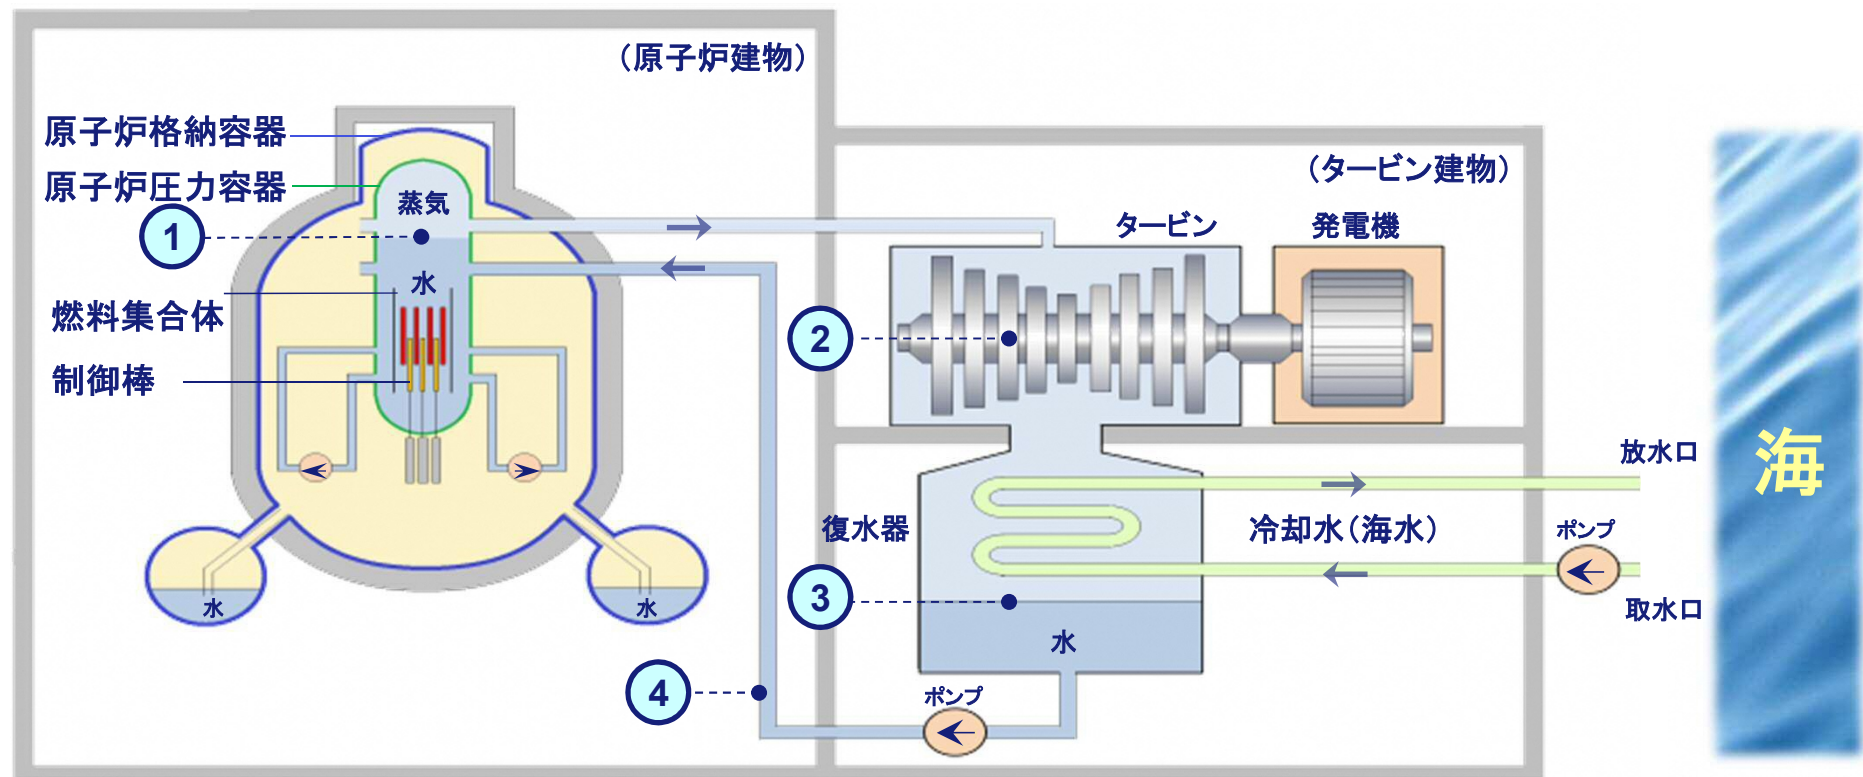 （原子炉建物）
原子炉格納容器
（タービン建物）
原子炉圧力容器
蒸気
1
タービン
発電機
水
燃料集合体
2
制御棒
放水口
海
復水器
冷却水（海水）
ポンプ
3
水
水
取水口
水
4
ポンプ